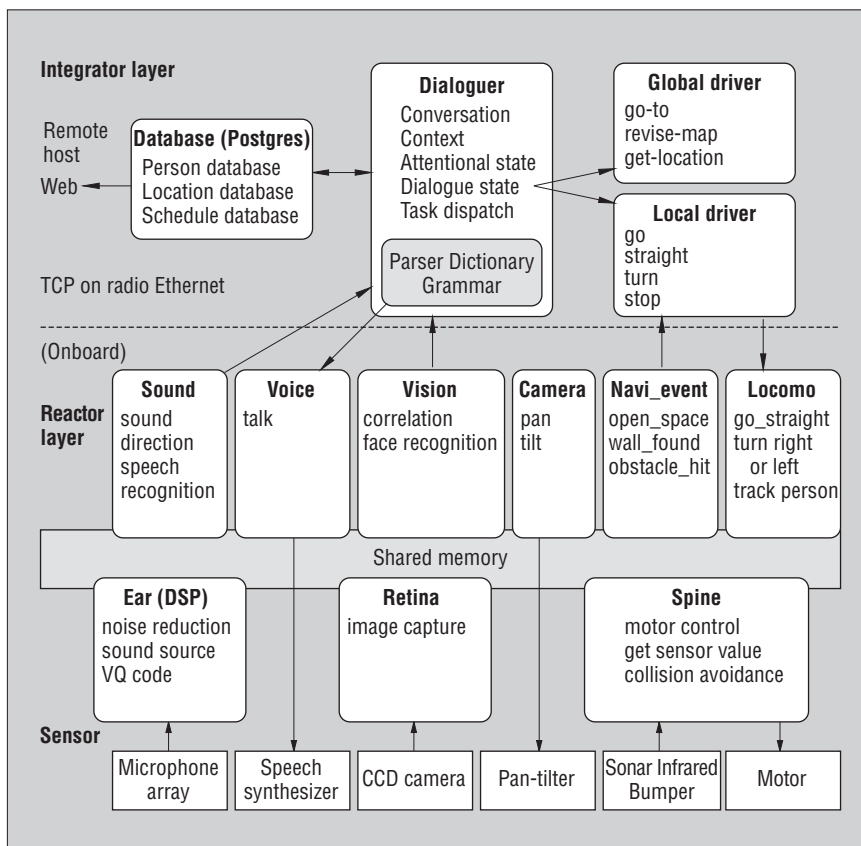 Integrator layer
Remote
host
Web
Database (Postgres)
Person database
Location database
Schedule database
Dialoguer
Conversation
Context
Attentional state
Dialogue state
Task dispatch
Parser Dictionary
Grammar
Global driver
go-to
revise-map
get-location
Local driver
go
straight
turn
stop
TCP on radio Ethernet
(Onboard)
Reactor
layer
Sound
sound
direction
speech
recognition
Voice
talk
Vision
correlation
face recognition
Camera
pan
tilt
Navi_event
open_space
wall_found
obstacle_hit
Locomo
go_straight
turn right
or left
track person
Shared memory
Ear (DSP)
noise reduction
sound source
VQ code
Retina
image capture
Spine
motor control
get sensor value
collision avoidance
Sensor
Microphone
array
Speech
synthesizer
CCD camera
Pan-tilter
Sonar Infrared
Bumper
Motor